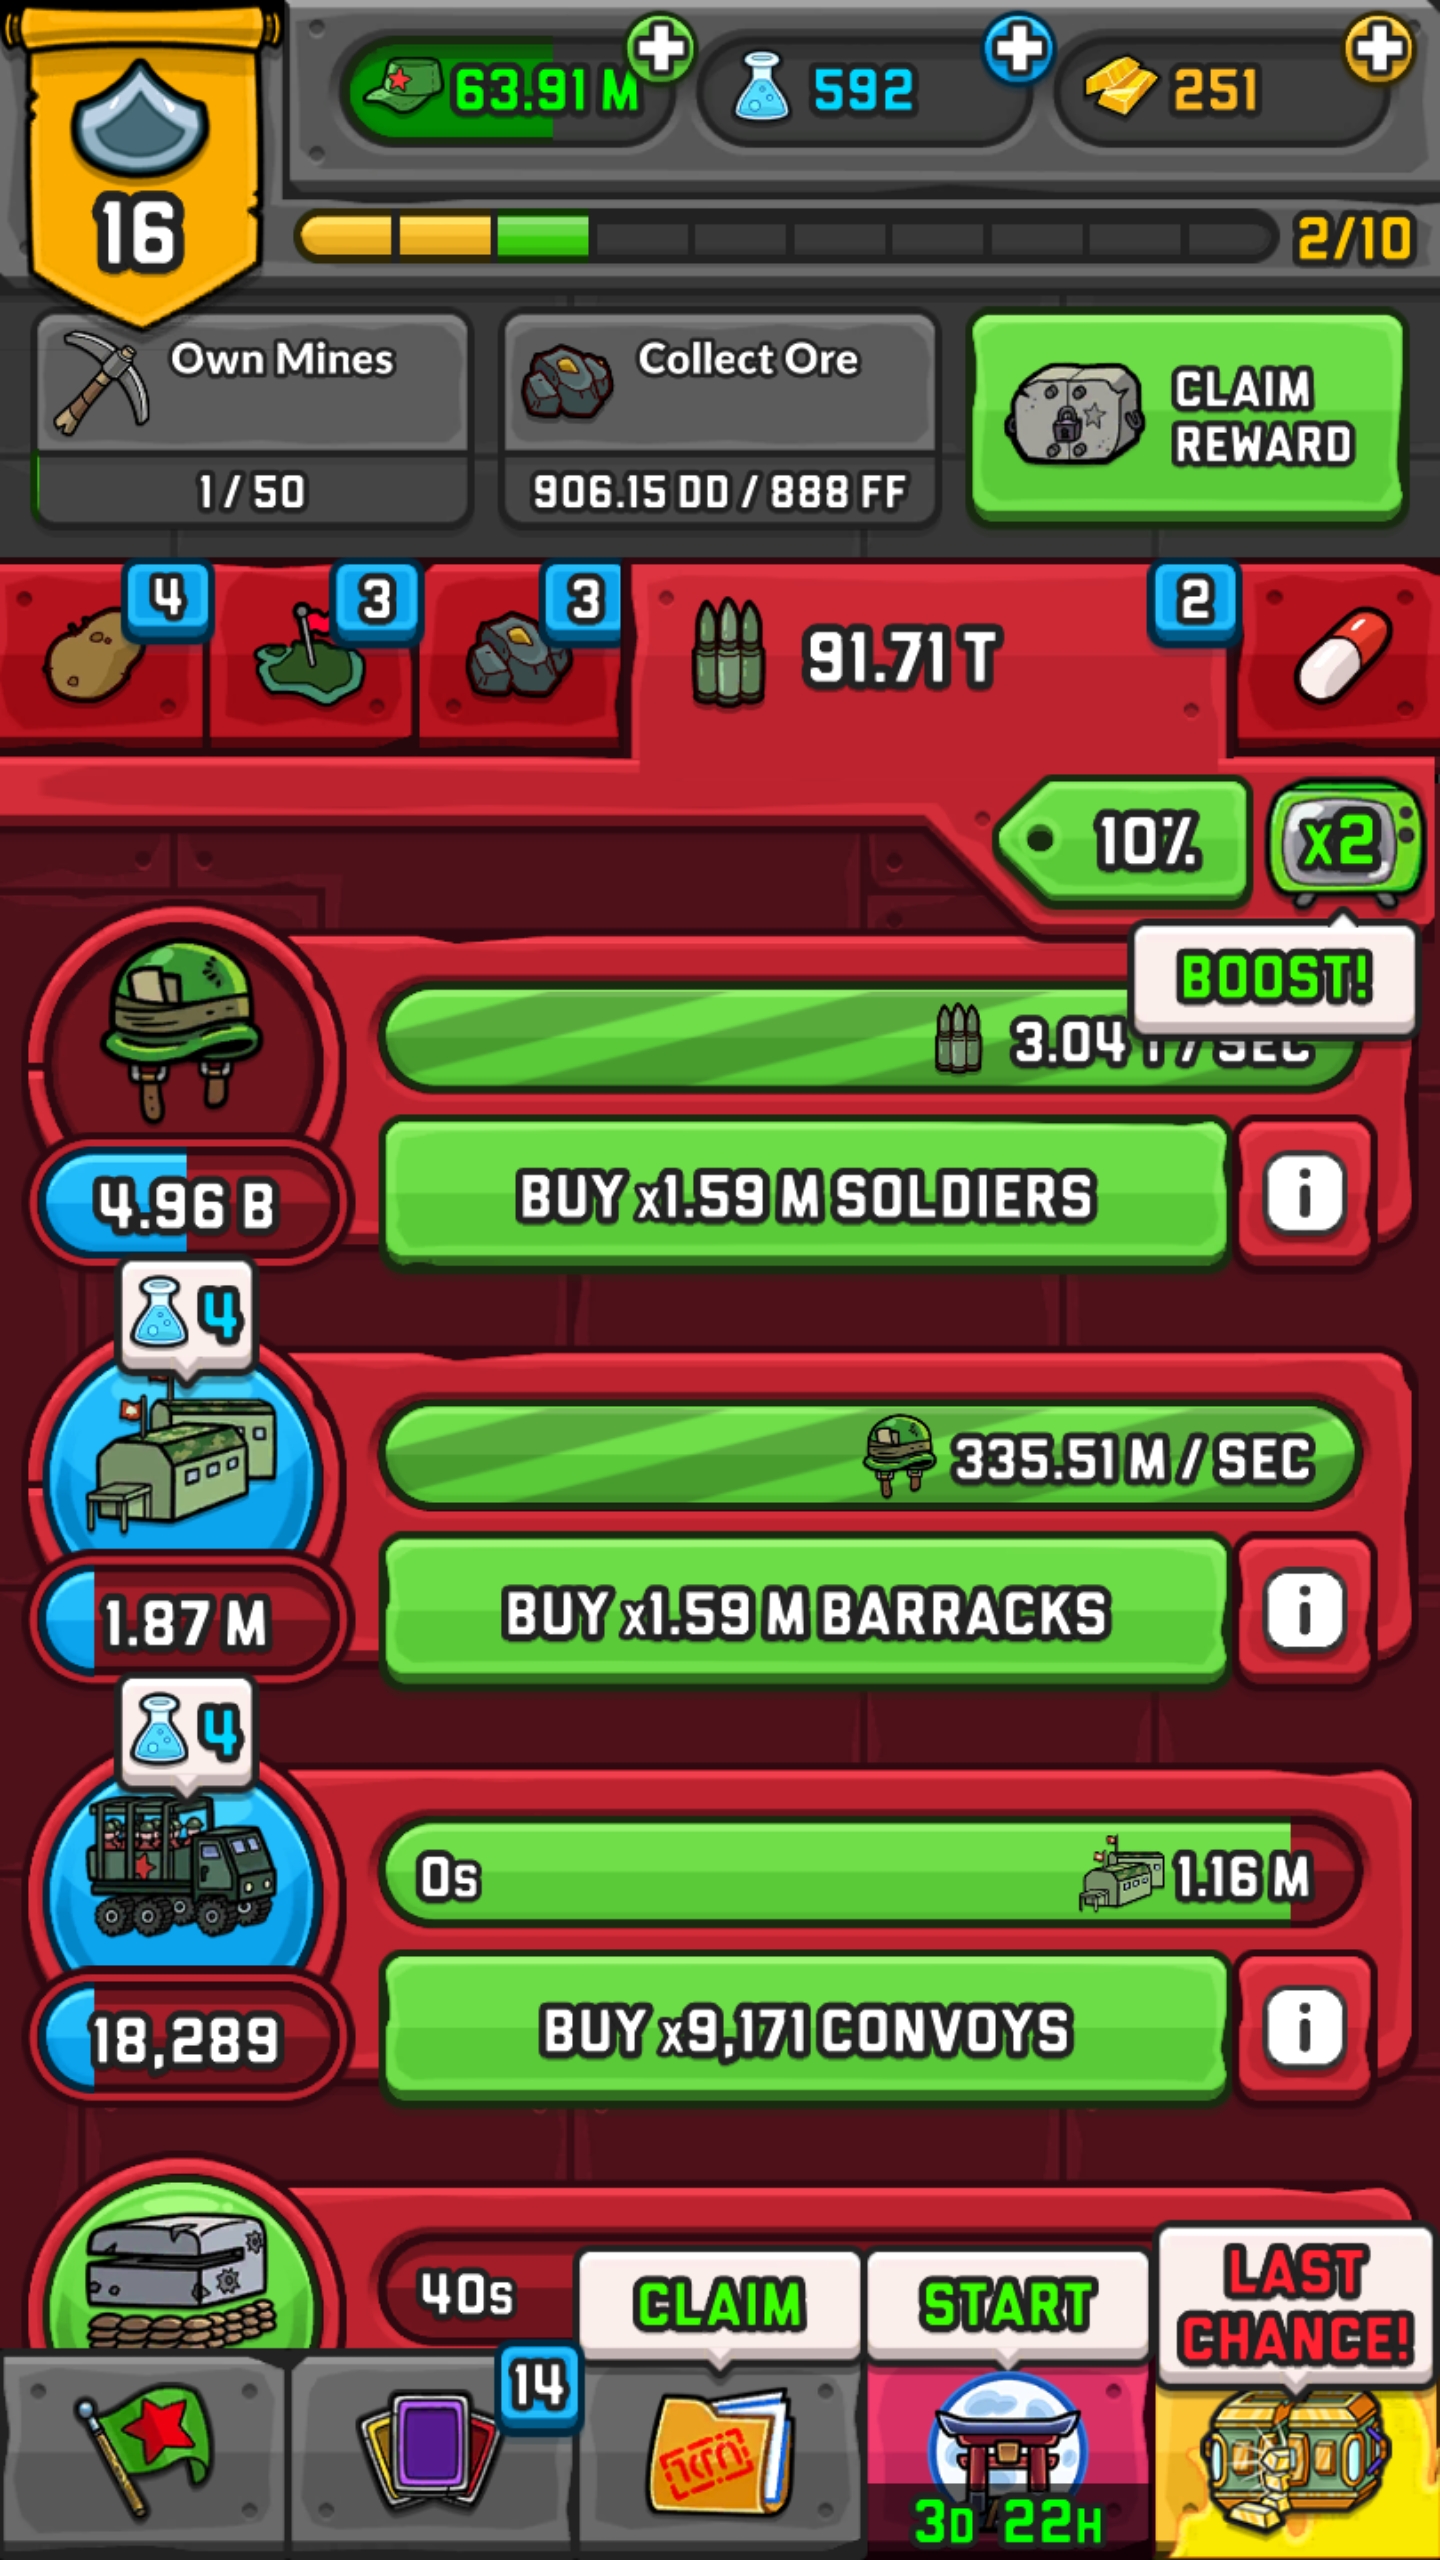 63.91 M
592
251
16
2/10
Own Mines
1 / 50
Collect Ore
906.15 DD / 888 FF
CLAIM
REWARD
4
3
3
91.71 T
2
10%
x2
BOOST!
3.04 T / SEC
4.96 B
BUY x1.59 M SOLDIERS
i
4
335.51 M / SEC
1.87 M
BUY x1.59 M BARRACKS
i
4
0s
1.16 M
18,289
BUY x9,171 CONVOYS
i
40s
CLAIM
START
LAST
CHANCE!
14
3D 22H